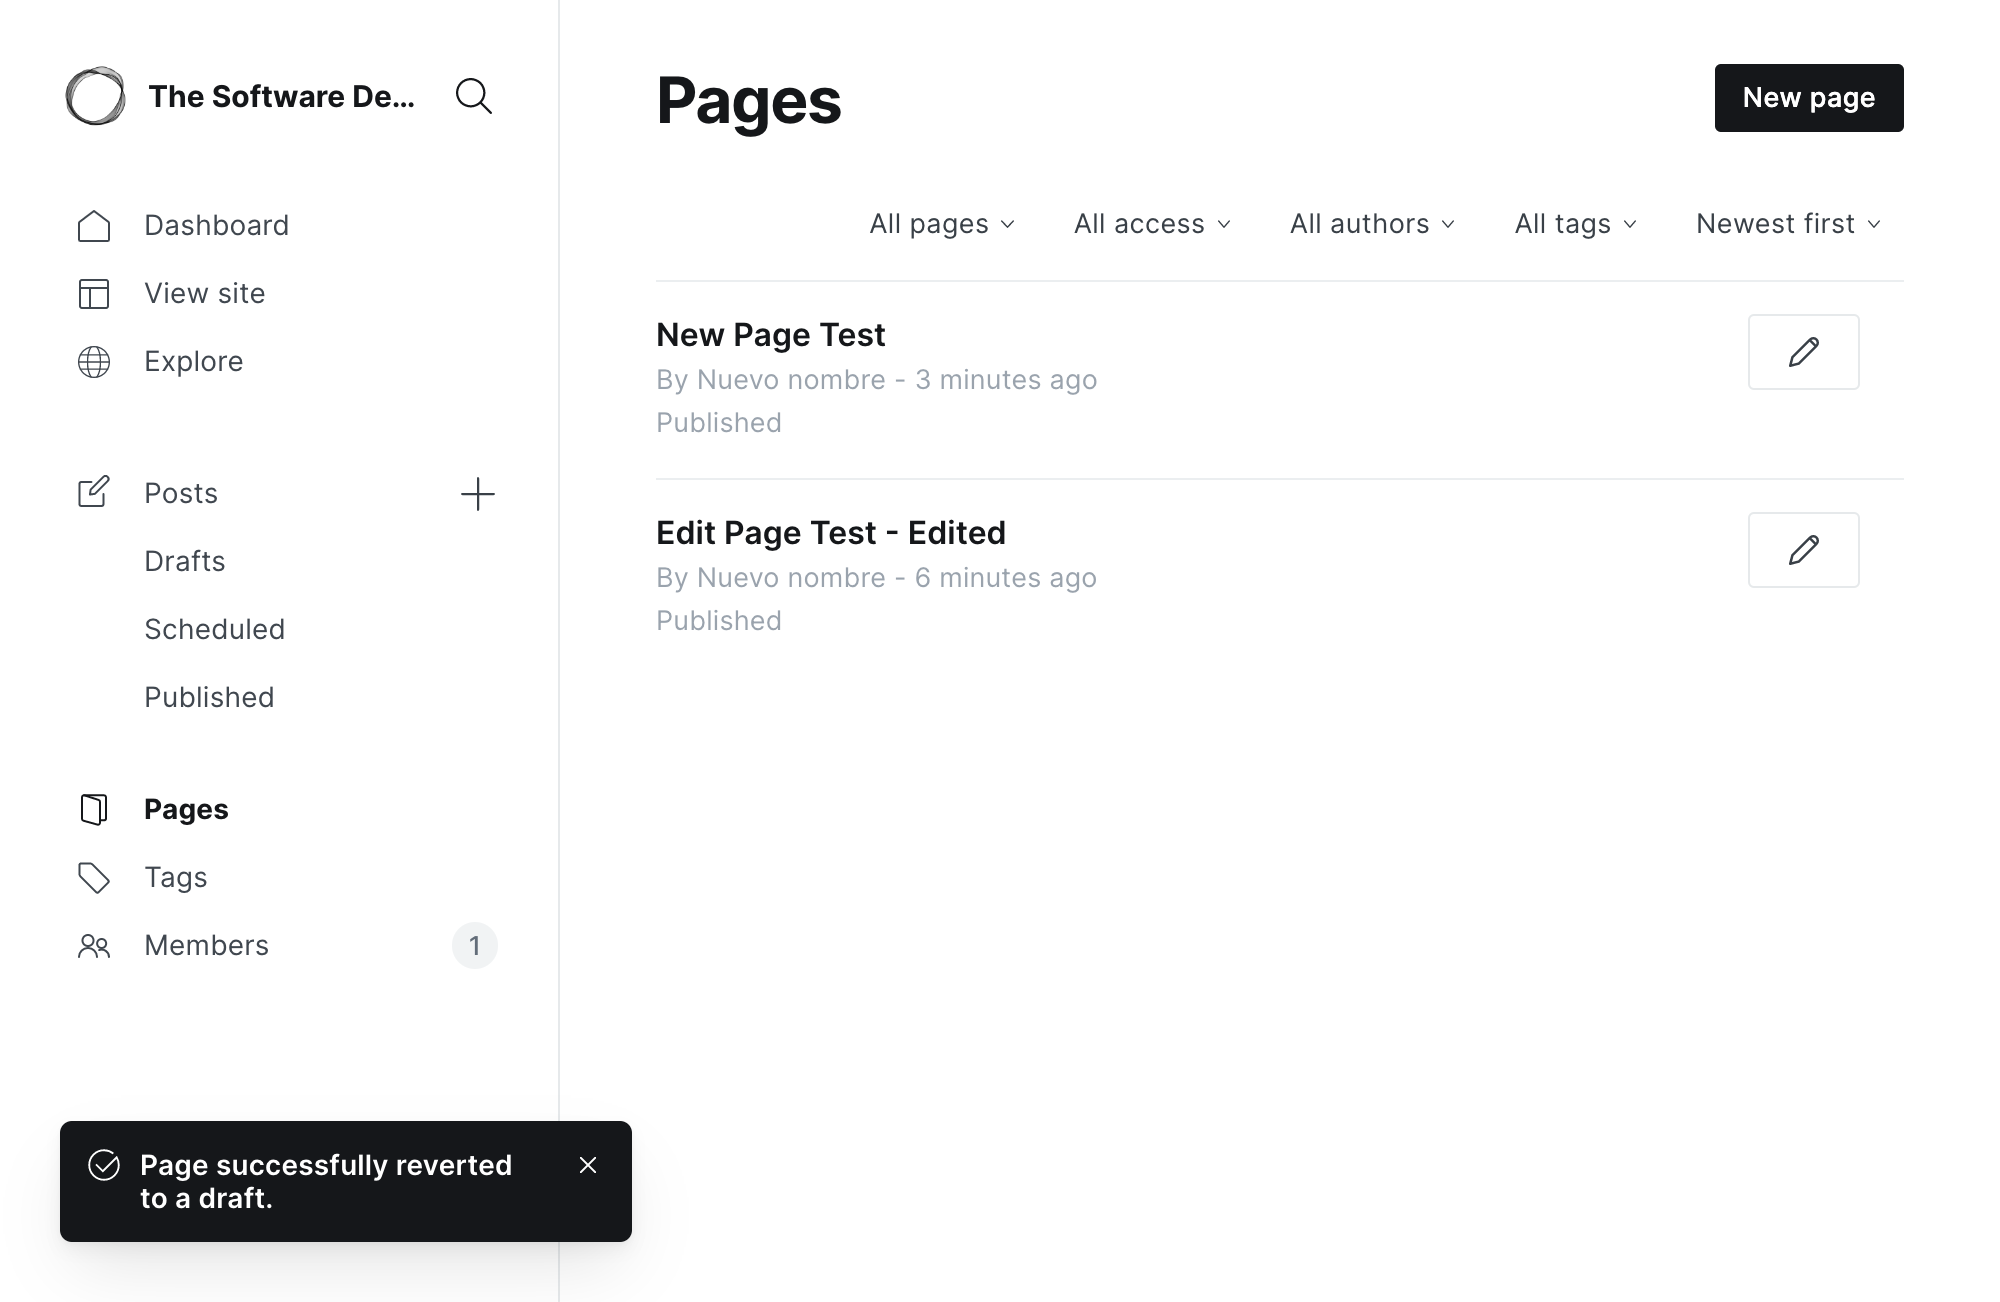 The Software De...
Dashboard
View site
Explore
Posts
Drafts
Scheduled
Published
Pages
Tags
Members
1
Pages
New page
All pages
All access
All authors
All tags
Newest first
New Page Test
By Nuevo nombre - 3 minutes ago
Published
Edit Page Test - Edited
By Nuevo nombre - 6 minutes ago
Published
Page successfully reverted
to a draft.